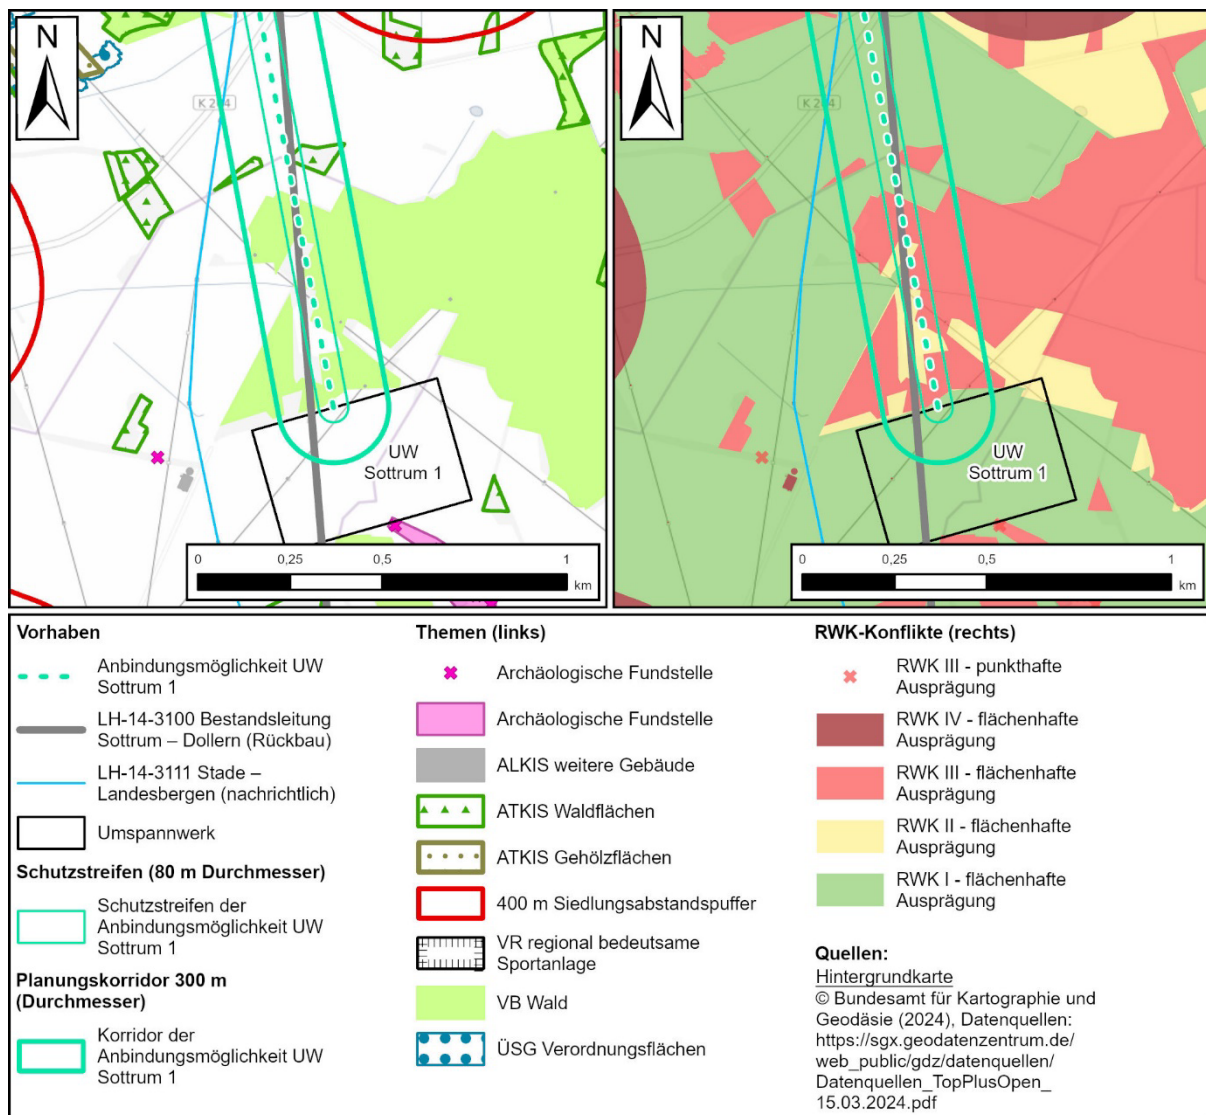 N
K 204
UW
Sottrum 1
0
0,25
0,5
1
km
N
UW
Sottrum 1
0
0,25
0,5
1
km
Vorhaben
Anbindungsmöglichkeit UW
Sottrum 1
LH-14-3100 Bestandsleitung
Sottrum – Dollern (Rückbau)
LH-14-3111 Stade –
Landesbergen (nachrichtlich)
Umspannwerk
Schutzstreifen (80 m Durchmesser)
Schutzstreifen der
Anbindungsmöglichkeit UW
Sottrum 1
Planungskorridor 300 m
(Durchmesser)
Korridor der
Anbindungsmöglichkeit UW
Sottrum 1
Themen (links)
Archäologische Fundstelle
Archäologische Fundstelle
ALKIS weitere Gebäude
ATKIS Waldflächen
ATKIS Gehölzflächen
400 m Siedlungsabstandspuffer
VR regional bedeutsame
Sportanlage
VB Wald
ÜSG Verordnungsflächen
RWK-Konflikte (rechts)
RWK III - punkthafte
Ausprägung
RWK IV - flächenhafte
Ausprägung
RWK III - flächenhafte
Ausprägung
RWK II - flächenhafte
Ausprägung
RWK I - flächenhafte
Ausprägung
Quellen:
Hintergrundkarte
© Bundesamt für Kartographie und
Geodäsie (2024), Datenquellen:
https://sgx.geodatenzentrum.de/
web_public/gdz/datenquellen/
Datenquellen_TopPlusOpen_
15.03.2024.pdf